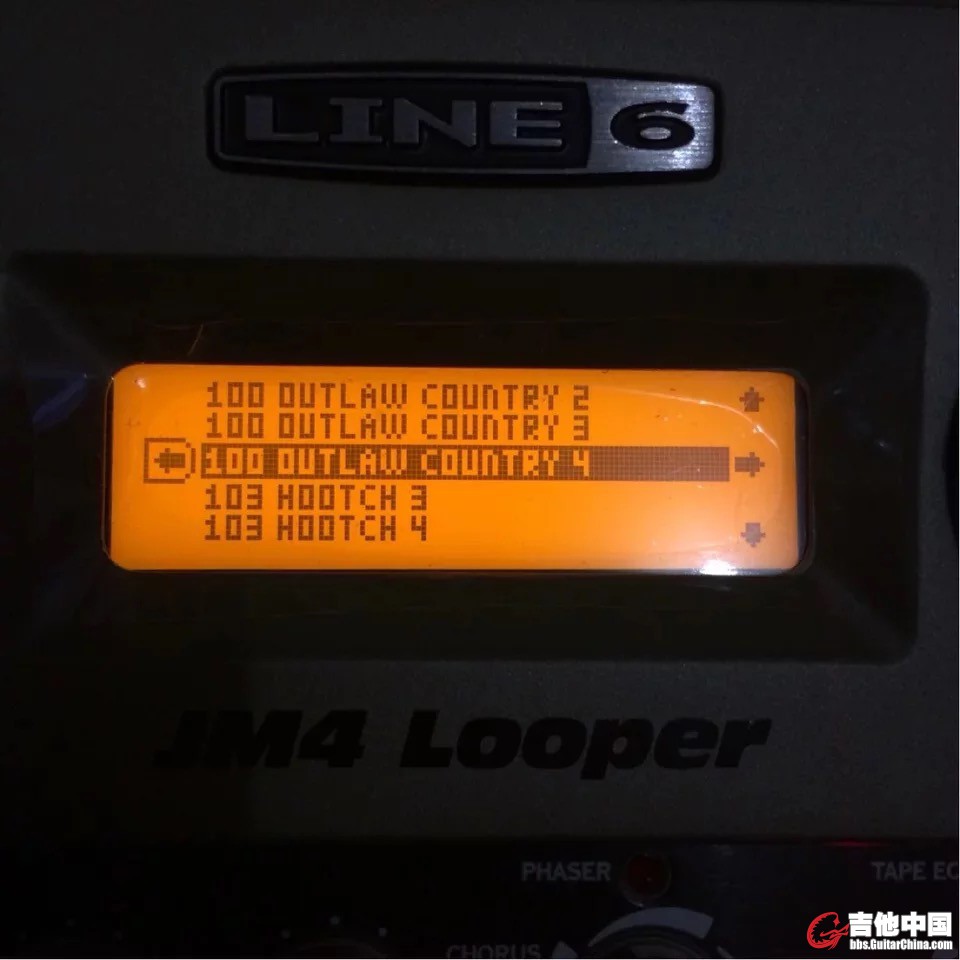 LINE 6
100 OUTLAW COUNTRY 2
100 OUTLAW COUNTRY 3
100 OUTLAW COUNTRY 4
103 HOOTCH 3
103 HOOTCH 4
JM4 Looper
PHASER
TAPE
CHORUS
吉他中国
bbs.GuitarChina.com